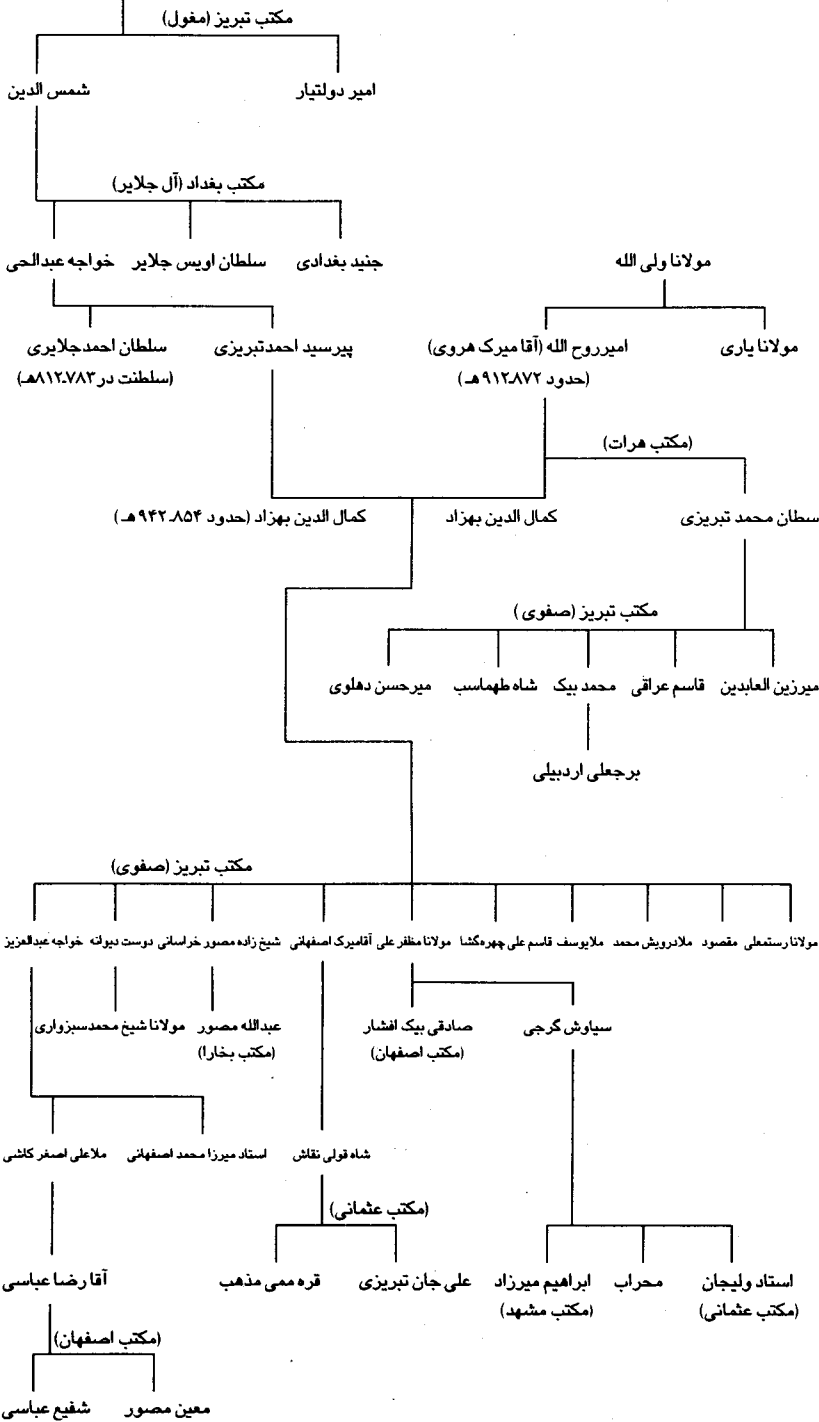 مکتب تبریز (مغول)
امیر دولتیار
شمس الدین
مکتب بغداد (آل جلایر)
جنید بغدادی
سلطان اویس جلایر
خواجه عبدالحی
مولانا ولی الله
مولانا یاری
امیرروح الله (آقا میرک هروی)
(حدود ۸۷۲ـ۹۱۲ هـ)
پیرسید احمدتبریزی
سلطان احمدجلایری
(سلطنت در ۷۸۳ـ۸۱۲هـ)
(مکتب هرات)
سطان محمد تبریزی
کمال الدین بهزاد
کمال الدین بهزاد (حدود ۸۵۴ـ۹۴۲ هـ)
مکتب تبریز (صفوی)
میرزین العابدین
قاسم عراقی
محمد بیک
شاه طهماسب
میرحسن دهلوی
برجعلی اردبیلی
مکتب تبریز (صفوی)
مولانا رستمعلی
مقصود
ملادرویش محمد
ملایوسف
قاسم علی چهره‌گشا
مولانا مظفر علی
آقامیرک اصفهانی
شیخ زاده مصور خراسانی
دوست دیوانه
خواجه عبدالعزیز
سیاوش گرجی
صادقی بیک افشار
(مکتب اصفهان)
عبدالله مصور
(مکتب بخارا)
مولانا شیخ محمدسبزواری
شاه قولی نقاش
استاد میرزا محمد اصفهانی
ملاعلی اصغر کاشی
(مکتب عثمانی)
استاد ولیجان
(مکتب عثمانی)
محراب
ابراهیم میرزاد
(مکتب مشهد)
علی جان تبریزی
قره ممی مذهب
آقا رضا عباسی
(مکتب اصفهان)
معین مصور
شفیع عباسی